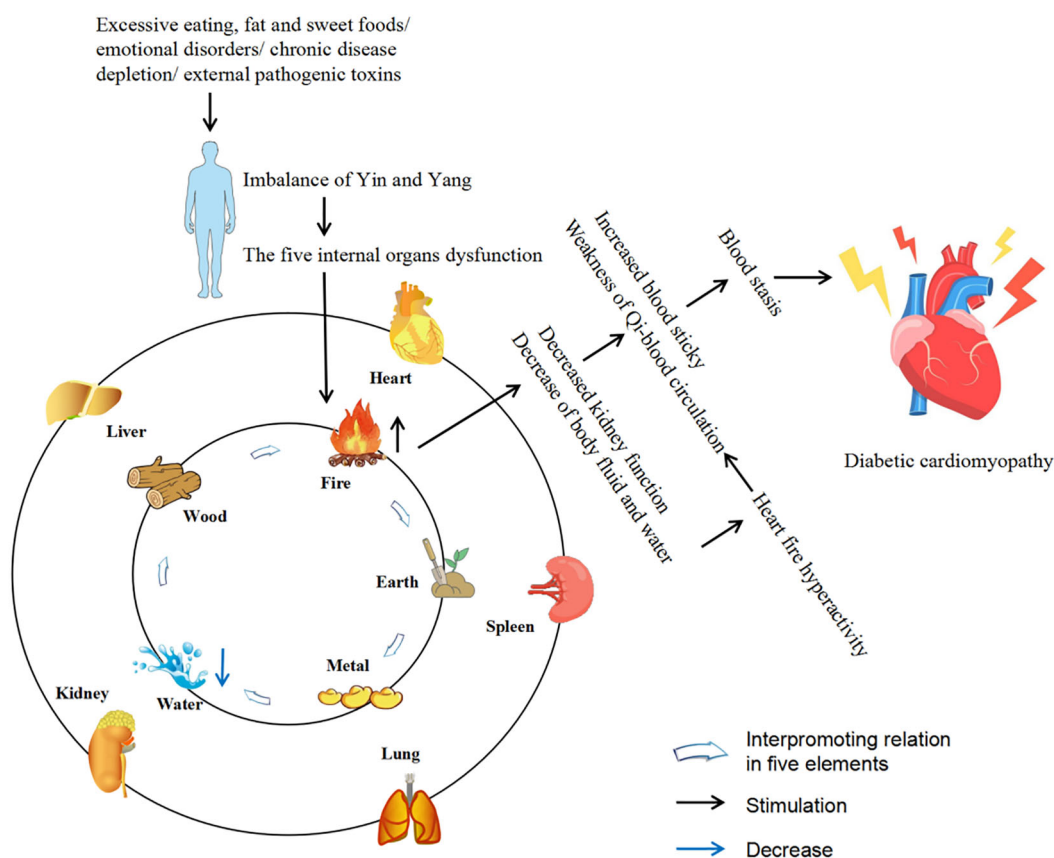 Excessive eating, fat and sweet foods/
emotional disorders/ chronic disease
depletion/ external pathogenic toxins
Imbalance of Yin and Yang
The five internal organs dysfunction
Heart
Liver
Fire
Wood
Earth
Spleen
Metal
Water
Kidney
Lung
Decreased kidney function
Decrease of body fluid and water
Increased blood sticky
Weakness of Qi-blood circulation
Heart fire hyperactivity
Blood stasis
Diabetic cardiomyopathy
Interpromoting relation
in five elements
Stimulation
Decrease